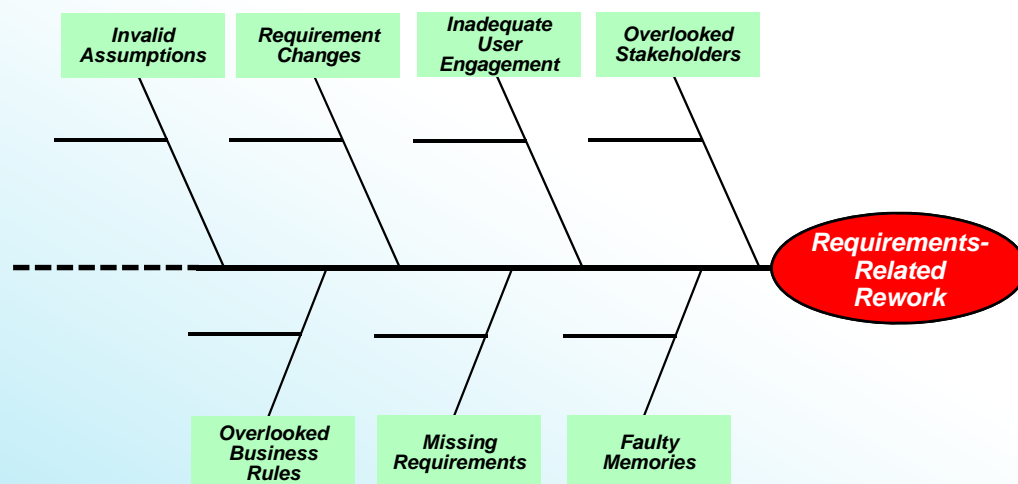 Invalid
Assumptions
Requirement
Changes
Inadequate
User
Engagement
Overlooked
Stakeholders
Requirements-
Related
Rework
Overlooked
Business
Rules
Missing
Requirements
Faulty
Memories